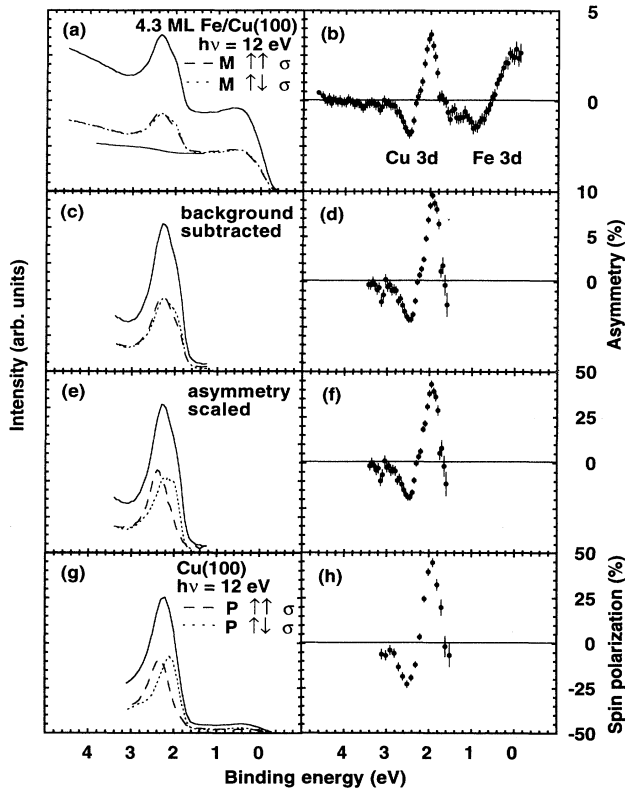 (a) 4.3 ML Fe/Cu(100)
hν = 12 eV
M ↑↑ σ
M ↑↓ σ
(b)
5
0
Cu 3d Fe 3d
(c) background
subtracted
(d)
10
5
0
Asymmetry (%)
Intensity (arb. units)
(e) asymmetry
scaled
(f)
50
25
0
(g) Cu(100)
hν = 12 eV
P ↑↑ σ
P ↑↓ σ
(h)
50
25
0
-25
-50
Spin polarization (%)
4 3 2 1 0 4 3 2 1 0
Binding energy (eV)